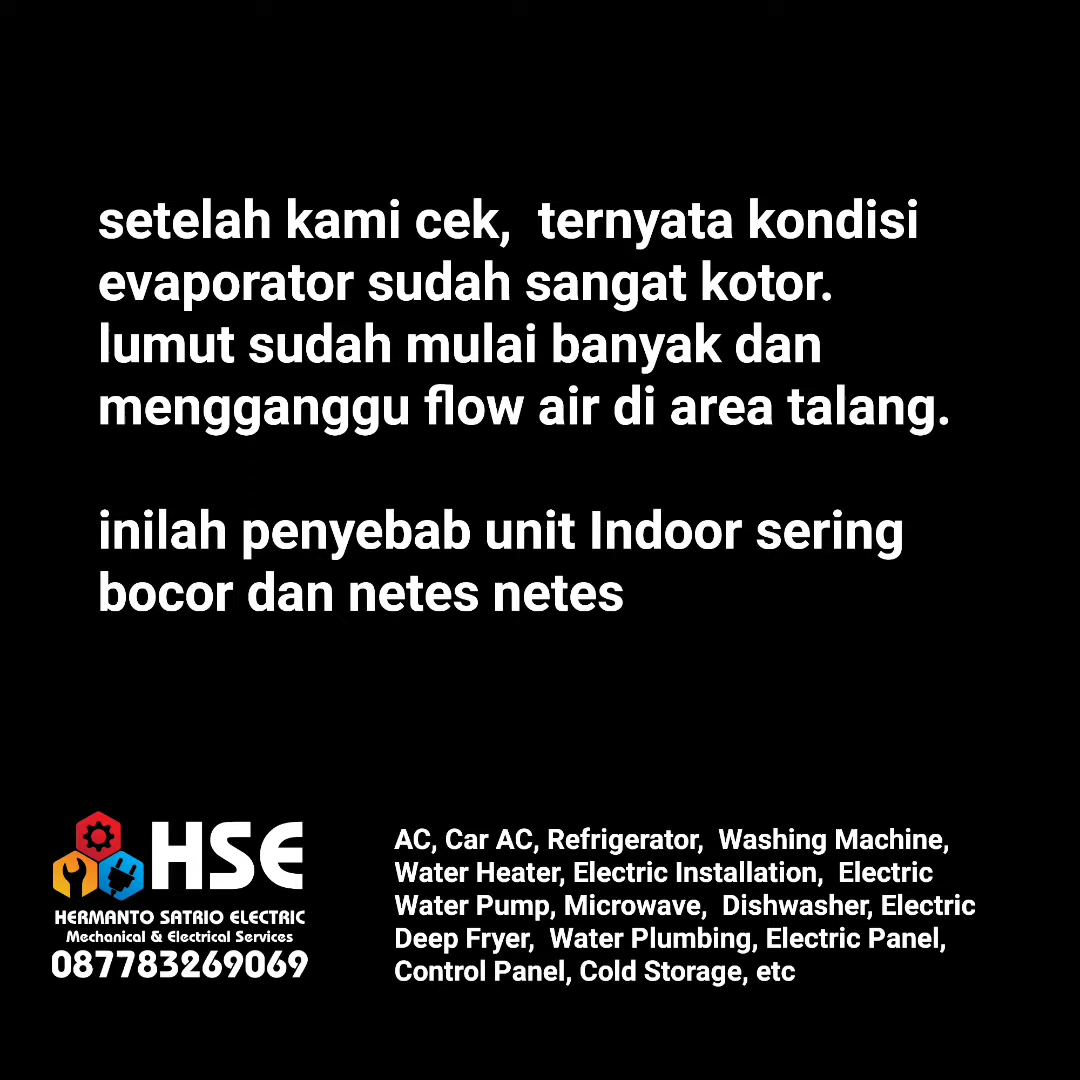 setelah kami cek, ternyata kondisi
evaporator sudah sangat kotor.
lumut sudah mulai banyak dan
mengganggu flow air di area talang.
inilah penyebab unit Indoor sering
bocor dan netes netes
HSE
HERMANTO SATRIO ELECTRIC
Mechanical & Electrical Services
087783269069
AC, Car AC, Refrigerator, Washing Machine,
Water Heater, Electric Installation, Electric
Water Pump, Microwave, Dishwasher, Electric
Deep Fryer, Water Plumbing, Electric Panel,
Control Panel, Cold Storage, etc